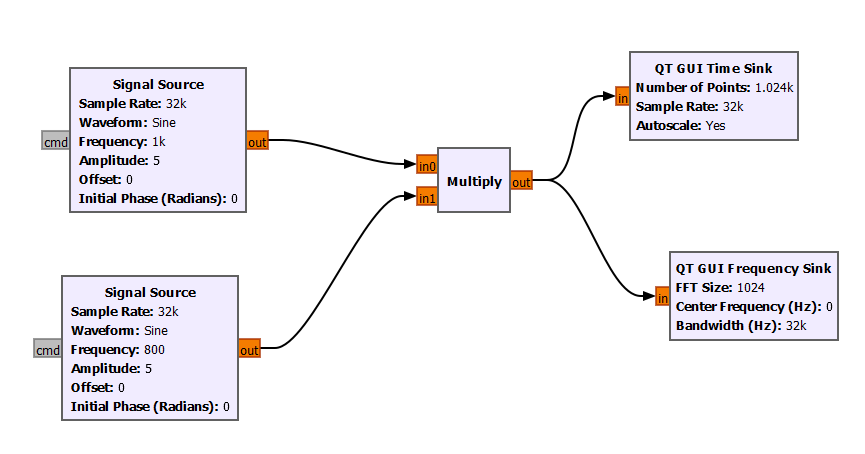 Signal Source
Sample Rate: 32k
Waveform: Sine
Frequency: 1k
Amplitude: 5
Offset: 0
Initial Phase (Radians): 0
cmd
out
Signal Source
Sample Rate: 32k
Waveform: Sine
Frequency: 800
Amplitude: 5
Offset: 0
Initial Phase (Radians): 0
cmd
out
in0
in1
Multiply
out
QT GUI Time Sink
Number of Points: 1.024k
Sample Rate: 32k
Autoscale: Yes
in
QT GUI Frequency Sink
FFT Size: 1024
Center Frequency (Hz): 0
Bandwidth (Hz): 32k
in